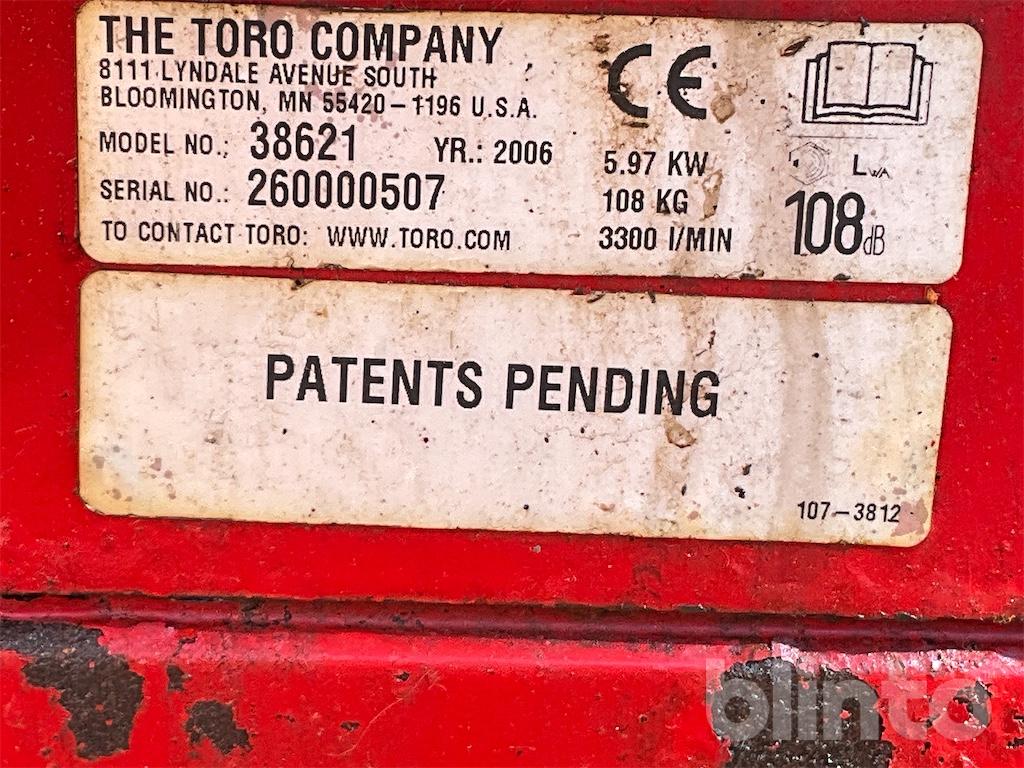 THE TORO COMPANY
8111 LYNDALE AVENUE SOUTH
BLOOMINGTON, MN 55420-1196 U.S.A.
MODEL NO.: 38621 YR.: 2006
SERIAL NO.: 260000507
TO CONTACT TORO: WWW.TORO.COM
CE
5.97 KW
108 KG
3300 I/MIN
LWA
108dB
PATENTS PENDING
107-3812
blinto